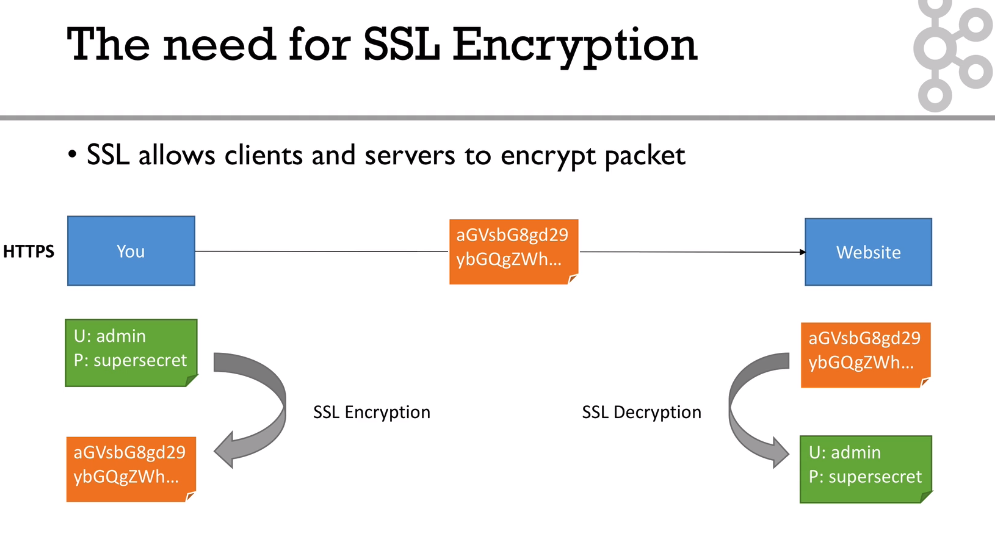 The need for SSL Encryption
• SSL allows clients and servers to encrypt packet
HTTPS
You
aGVsbG8gd29
ybGQgZWh...
Website
U: admin
P: supersecret
aGVsbG8gd29
ybGQgZWh...
SSL Encryption
SSL Decryption
aGVsbG8gd29
ybGQgZWh...
U: admin
P: supersecret